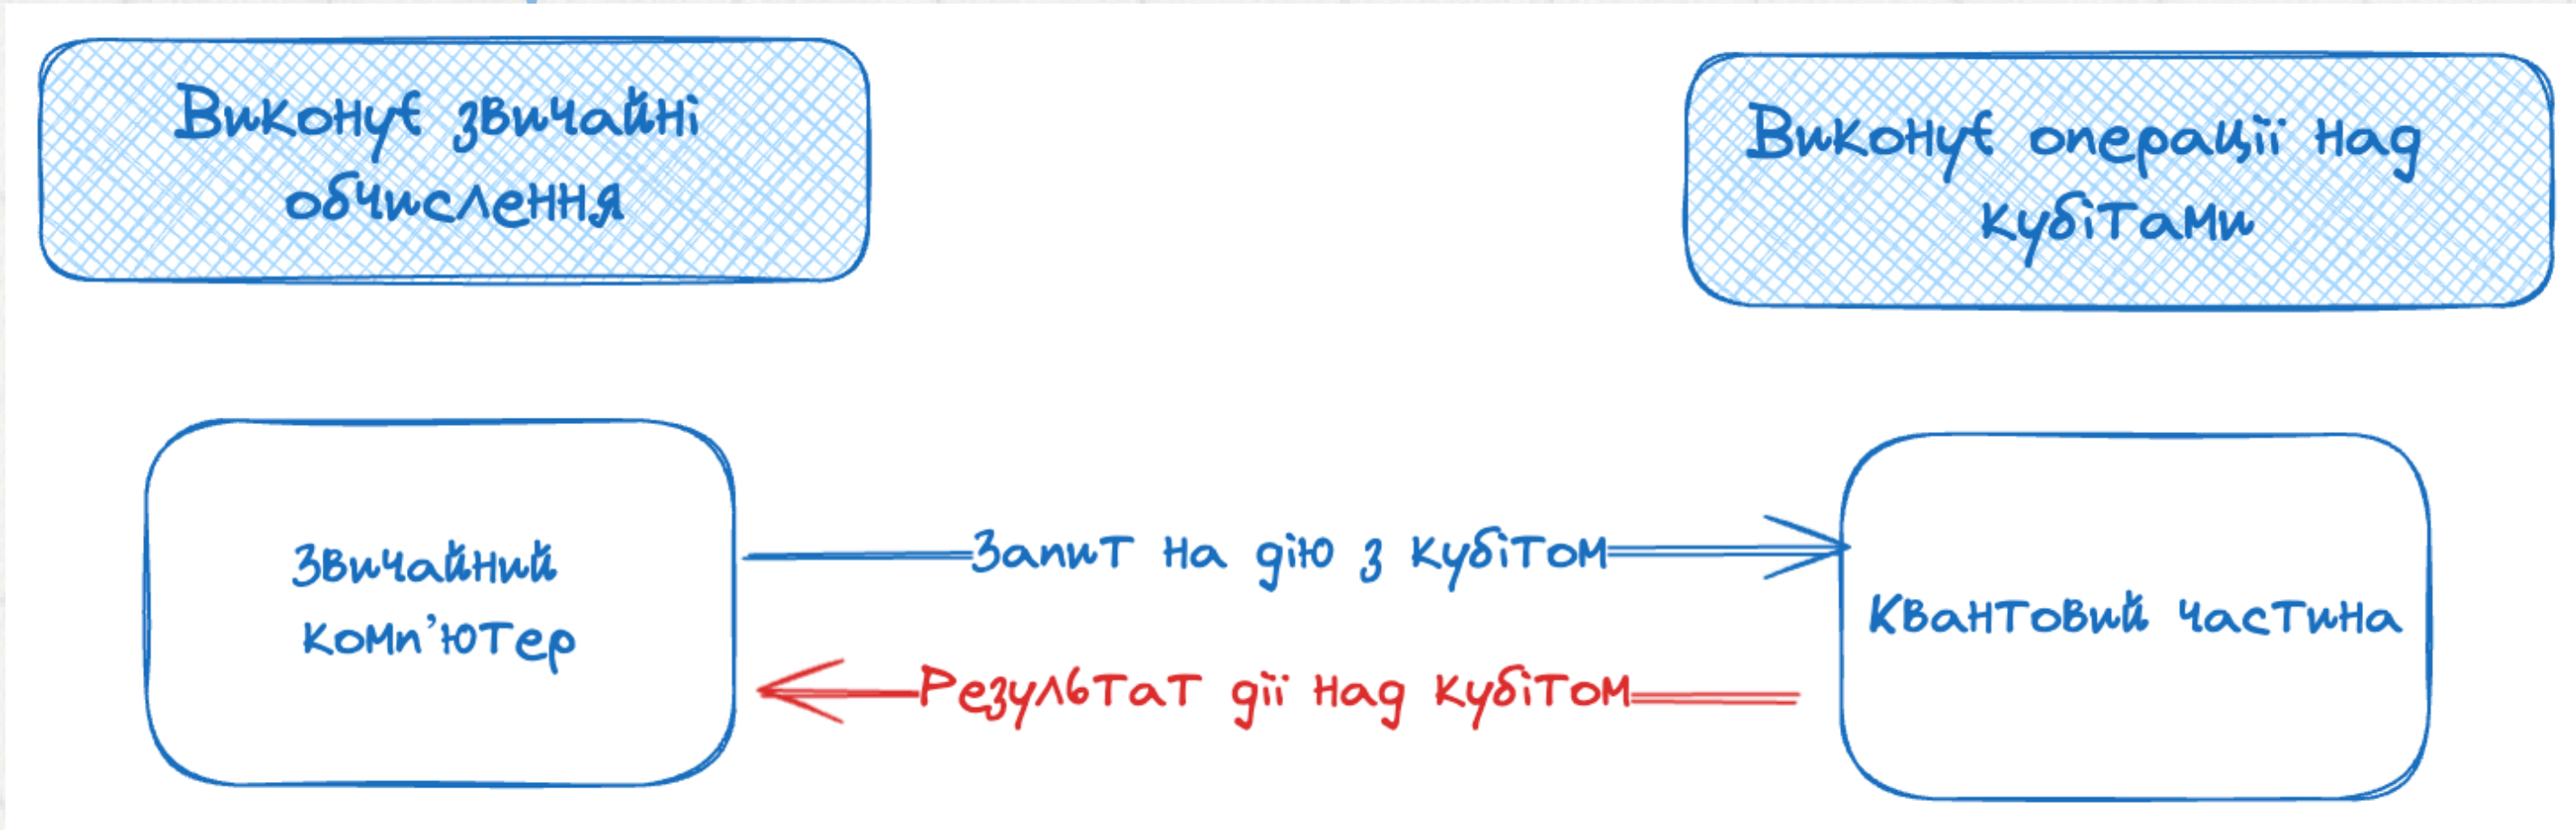 Виконує звичайні
обчислення
Виконує операції над
кубітами
Звичайний
комп'ютер
Запит на дію з кубітом
Результат дії над кубітом
Квантовий частина